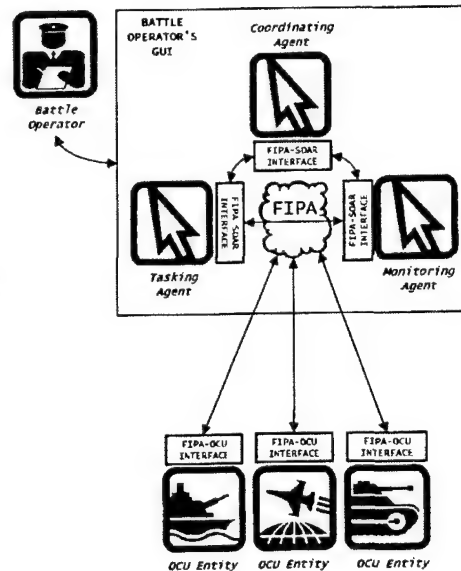 BATTLE
OPERATOR'S
GUI
Coordinating
Agent
Battle
Operator
FIPA-SOAR
INTERFACE
FIPA-SOAR
INTERFACE
FIPA
FIPA-SOAR
INTERFACE
Tasking
Agent
Monitoring
Agent
FIPA-OCU
INTERFACE
FIPA-OCU
INTERFACE
FIPA-OCU
INTERFACE
OCU Entity
OCU Entity
OCU Entity